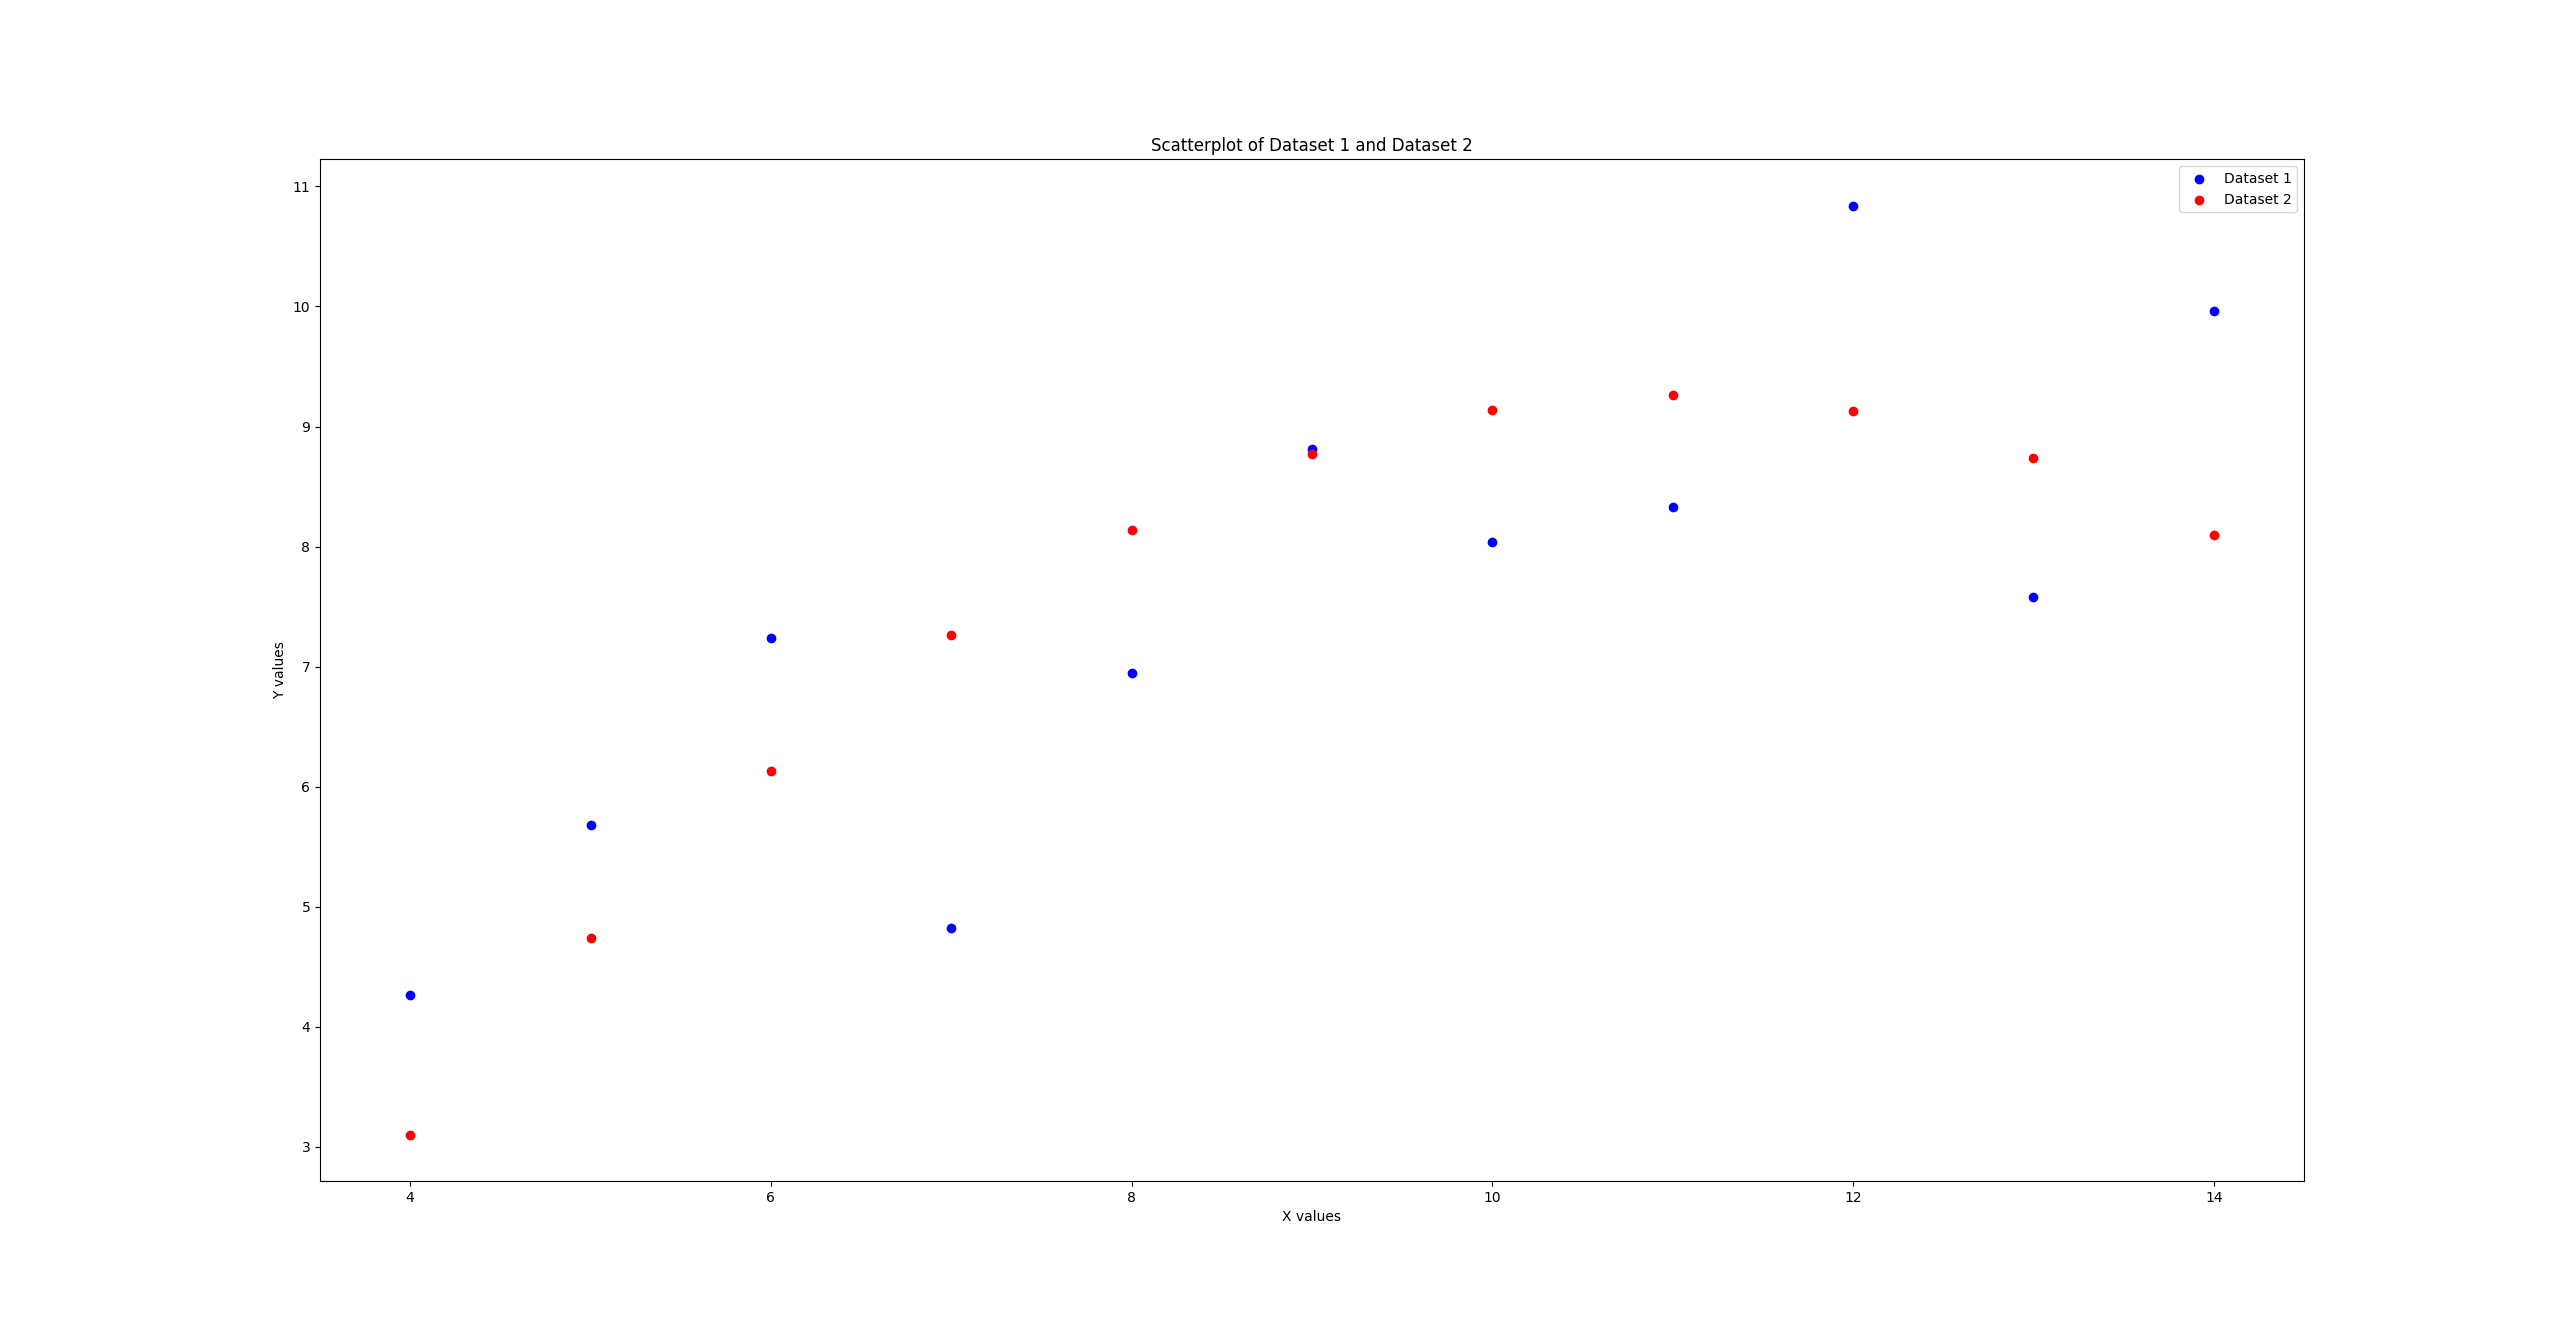 Scatterplot of Dataset 1 and Dataset 2
Dataset 1
Dataset 2
11
10
9
8
7
6
5
4
3
Y values
4 6 8 10 12 14
X values